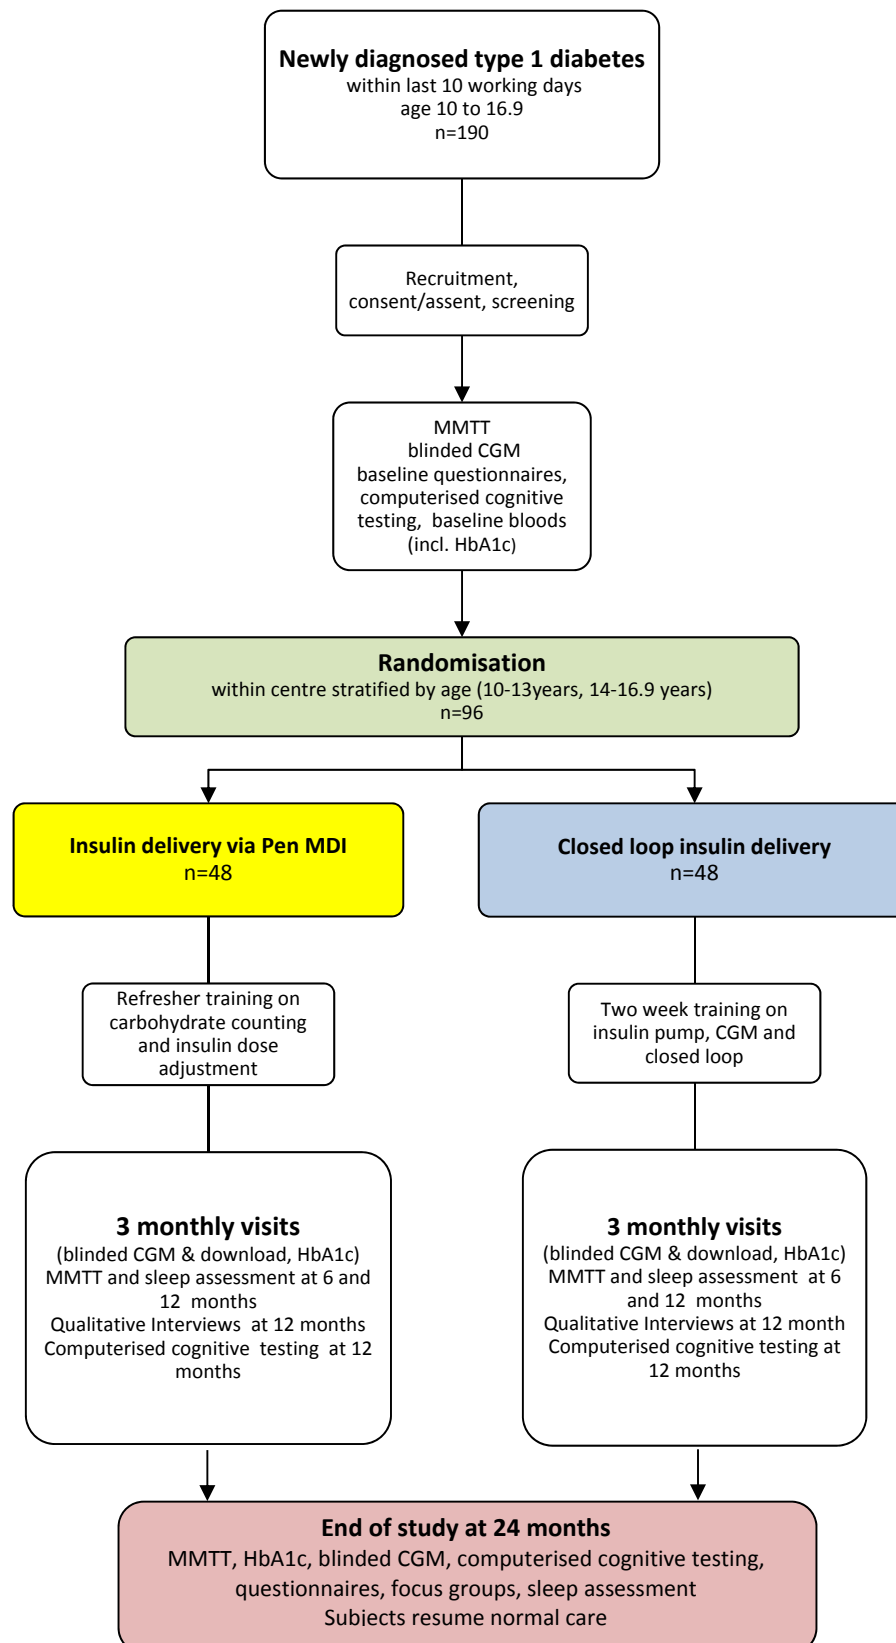 Newly diagnosed type 1 diabetes
within last 10 working days
age 10 to 16.9
n=190
Recruitment,
consent/assent, screening
MMTT
blinded CGM
baseline questionnaires,
computerised cognitive
testing, baseline bloods
(incl. HbA1c)
Randomisation
within centre stratified by age (10-13years, 14-16.9 years)
n=96
Insulin delivery via Pen MDI
n=48
Closed loop insulin delivery
n=48
Refresher training on
carbohydrate counting
and insulin dose
adjustment
Two week training on
insulin pump, CGM and
closed loop
3 monthly visits
(blinded CGM & download, HbA1c)
MMTT and sleep assessment at 6 and
12 months
Qualitative Interviews at 12 months
Computerised cognitive testing at 12
months
3 monthly visits
(blinded CGM & download, HbA1c)
MMTT and sleep assessment at 6
and 12 months
Qualitative Interviews at 12 month
Computerised cognitive testing at
12 months
End of study at 24 months
MMTT, HbA1c, blinded CGM, computerised cognitive testing,
questionnaires, focus groups, sleep assessment
Subjects resume normal care